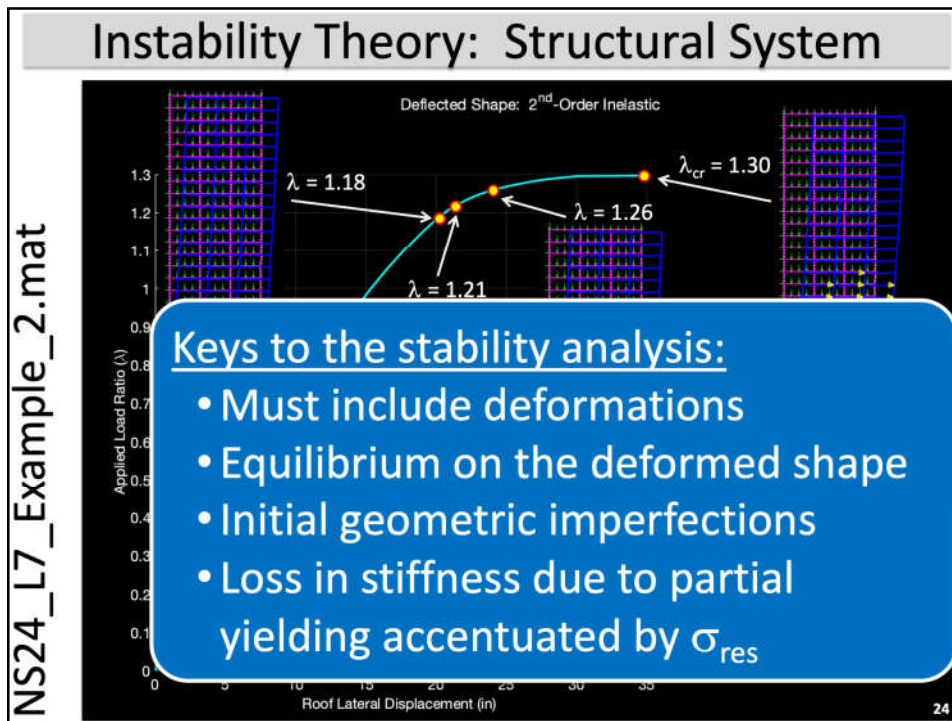 Instability Theory:  Structural System
NS24_L7_Example_2.mat
Deflected Shape:  2nd-Order Inelastic
λ = 1.18
λcr = 1.30
λ = 1.26
λ = 1.21
1.3
1.2
1.1
1
0.9
0.8
0.7
0.6
0.5
0.4
0.3
0.2
0.1
0
Applied Load Ratio (λ)
Keys to the stability analysis:
• Must include deformations
• Equilibrium on the deformed shape
• Initial geometric imperfections
• Loss in stiffness due to partial
yielding accentuated by σres
0 5 10 15 20 25 30 35
Roof Lateral Displacement (in)
24